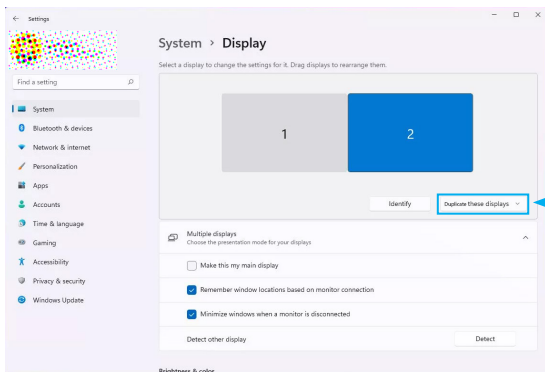 Settings
System > Display
Select a display to change the settings for it. Drag displays to rearrange them.
Find a setting
1
2
System
Bluetooth & devices
Network & internet
Personalization
Apps
Accounts
Time & language
Gaming
Accessibility
Privacy & security
Windows Update
Identify
Duplicate these displays
Multiple displays
Choose the presentation mode for your displays
Make this my main display
Remember window locations based on monitor connection
Minimize windows when a monitor is disconnected
Detect other display
Detect
Brightness & color